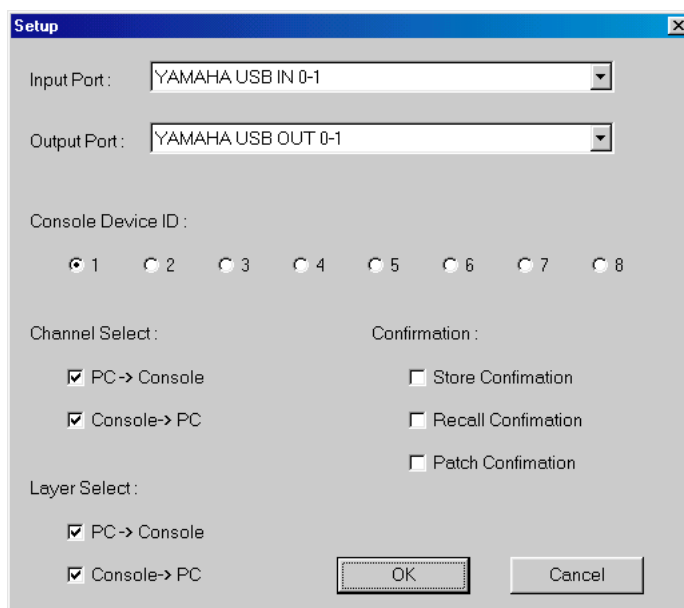 Setup
Input Port :
YAMAHA USB IN 0-1
Output Port :
YAMAHA USB OUT 0-1
Console Device ID :
1 2 3 4 5 6 7 8
Channel Select :
PC -> Console
Console-> PC
Confirmation :
Store Confimation
Recall Confimation
Patch Confimation
Layer Select :
PC -> Console
Console-> PC
OK
Cancel